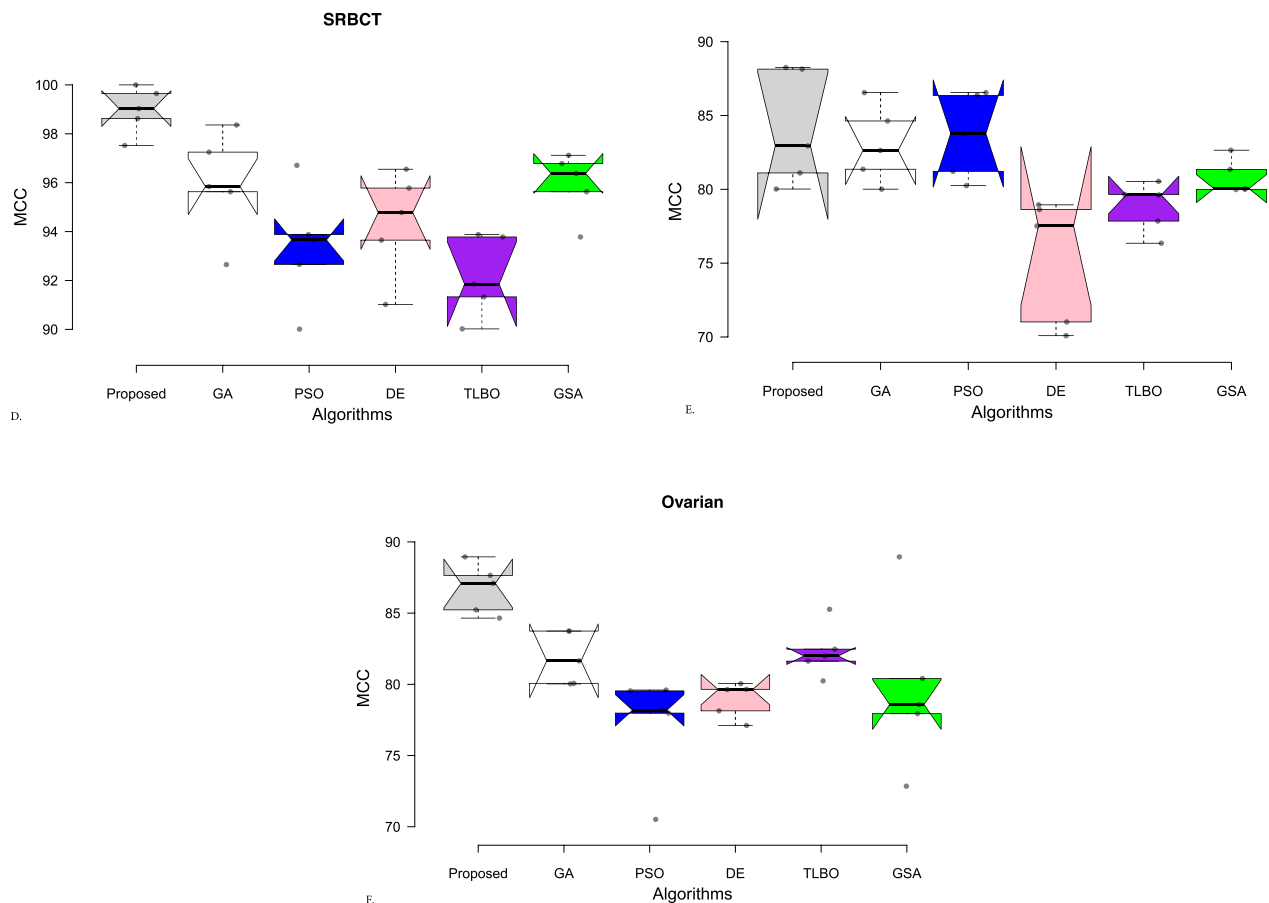 SRBCT
100
98
96
94
92
90
MCC
Proposed GA PSO DE TLBO GSA
Algorithms
D.
90
85
80
75
70
MCC
Proposed GA PSO DE TLBO GSA
Algorithms
E.
Ovarian
90
85
80
75
70
MCC
Proposed GA PSO DE TLBO GSA
Algorithms
F.